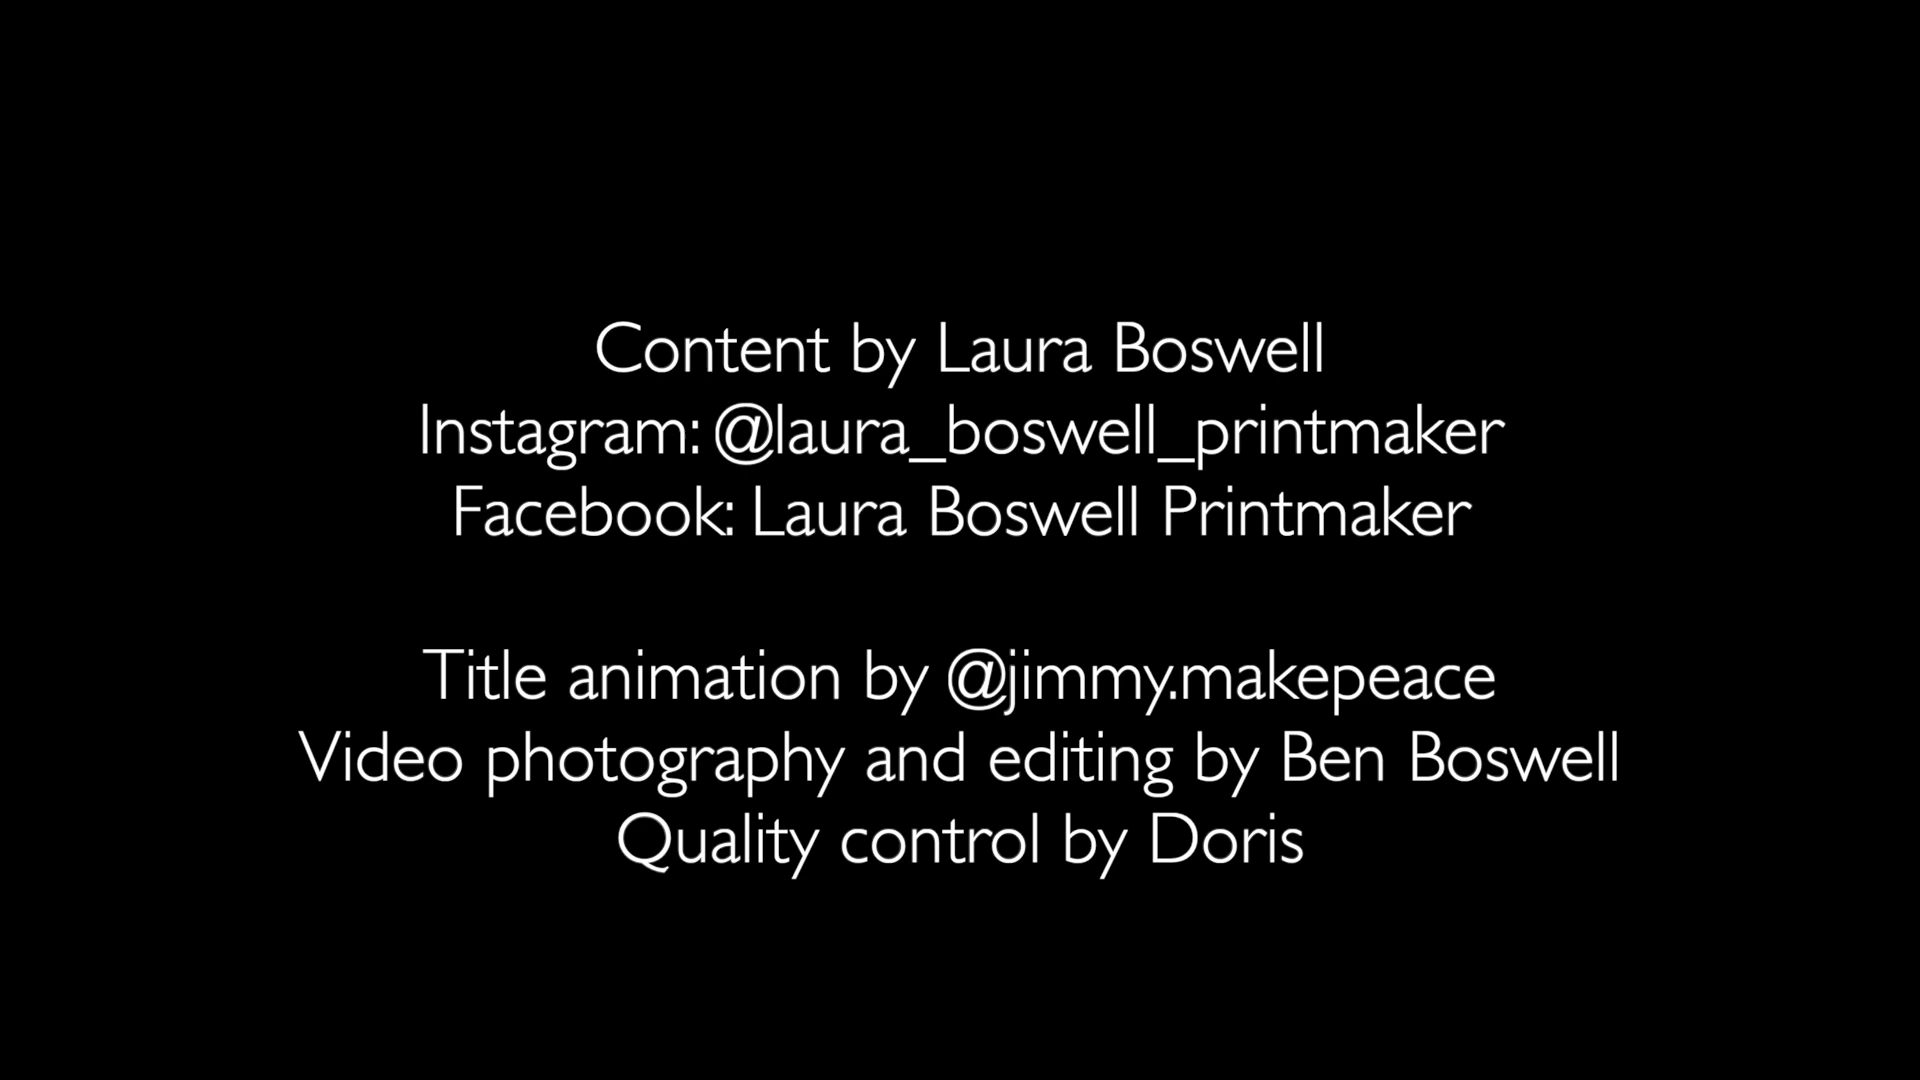 Content by Laura Boswell
Instagram: @laura_boswell_printmaker
Facebook: Laura Boswell Printmaker
Title animation by @jimmy.makepeace
Video photography and editing by Ben Boswell
Quality control by Doris